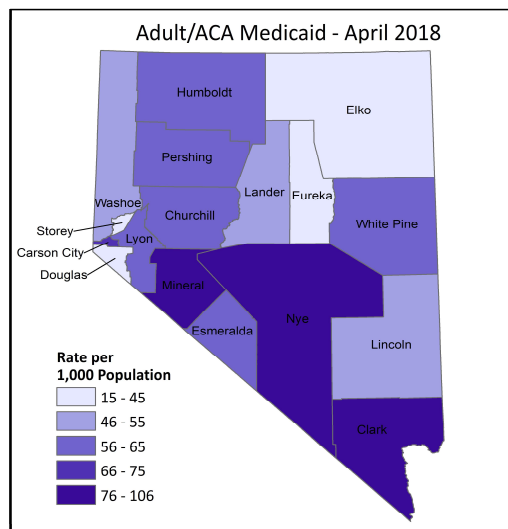 Adult/ACA Medicaid - April 2018
Humboldt
Elko
Pershing
Lander
Eureka
Washoe
Churchill
White Pine
Storey
Lyon
Carson City
Douglas
Mineral
Nye
Esmeralda
Lincoln
Rate per
1,000 Population
15 - 45
46 - 55
56 - 65
66 - 75
76 - 106
Clark